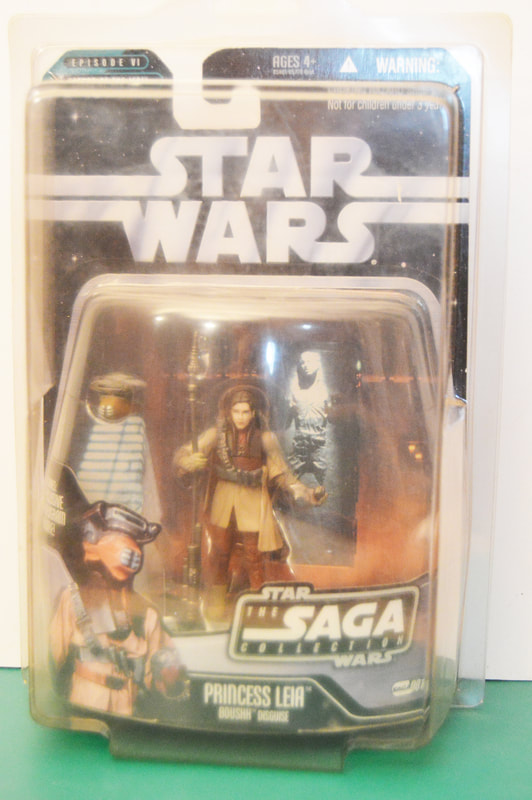 EPISODE VI
AGES 4+
WARNING:
Not for children under 3 years
STAR
WARS
STAR
THE
SAGA
COLLECTION
WARS
PRINCESS LEIA™
BOUSHH DISGUISE